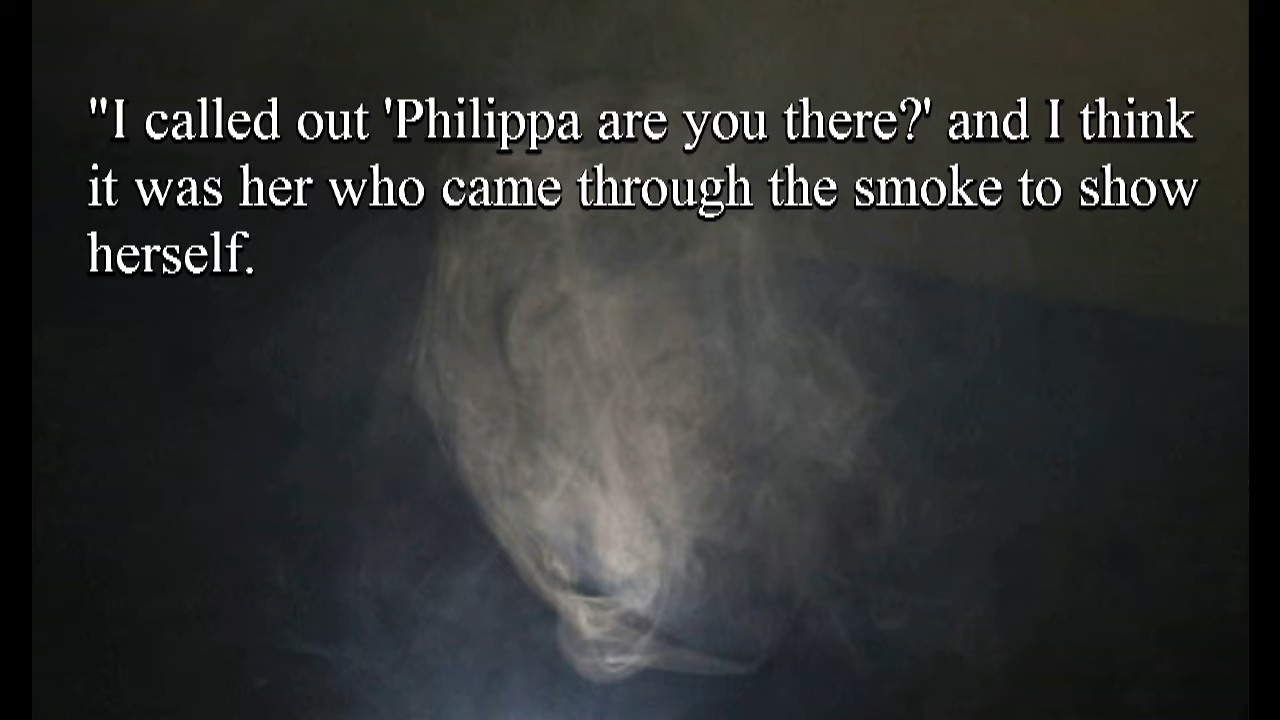 "I called out 'Philippa are you there?' and I think
it was her who came through the smoke to show
herself.